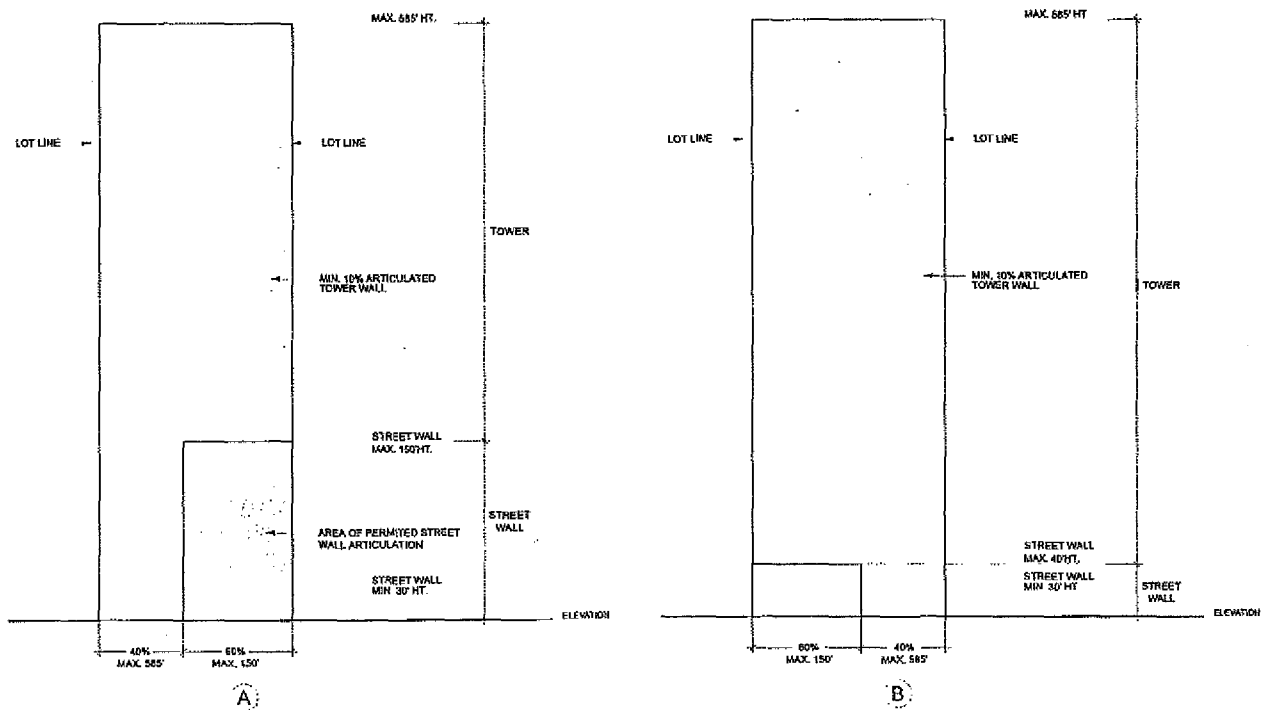 MAX. 585' HT.
LOT LINE
LOT LINE
TOWER
MIN. 10% ARTICULATED
TOWER WALL
STREET WALL
MAX. 150' HT.
STREET
WALL
AREA OF PERMITED STREET
WALL ARTICULATION
STREET WALL
MIN 30' HT.
ELEVATION
40%
MAX. 585'
60%
MAX. 150'
A
MAX. 585' HT
LOT LINE
LOT LINE
MIN. 10% ARTICULATED
TOWER WALL
TOWER
STREET WALL
MAX. 40' HT.
STREET WALL
MIN 30' HT
STREET
WALL
ELEVATION
60%
MAX. 150'
40%
MAX. 585'
B